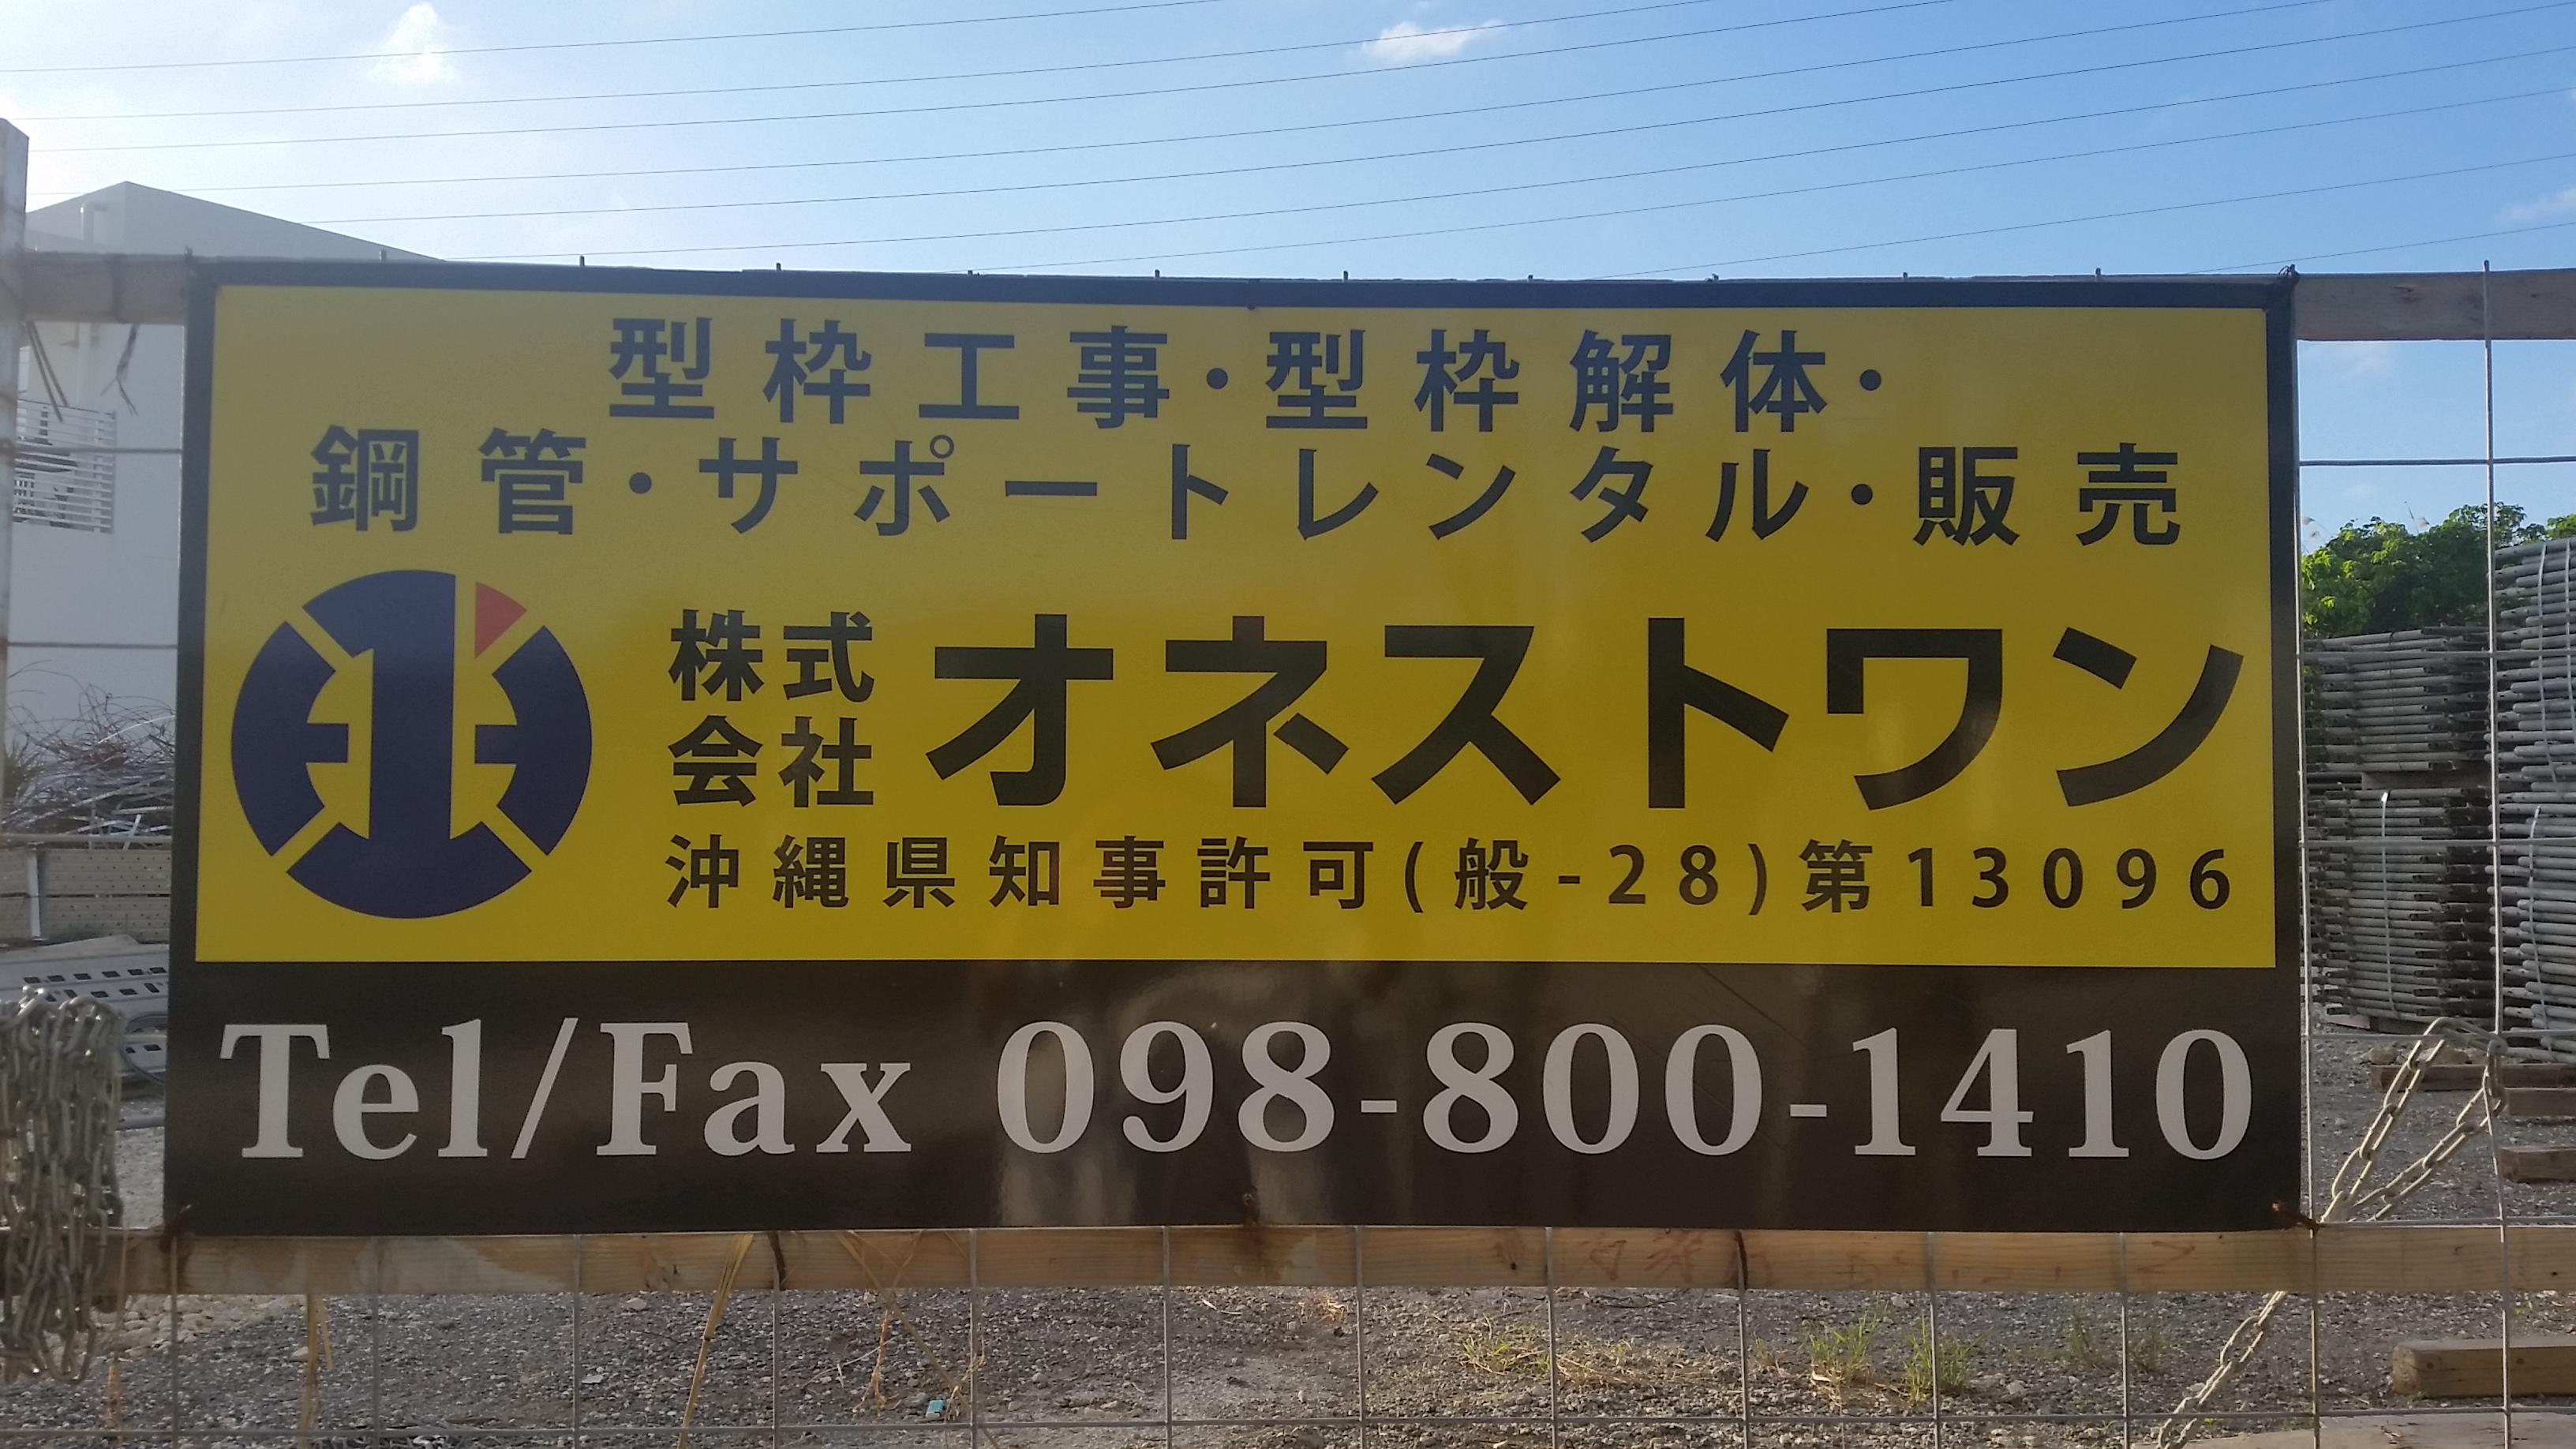 型枠工事・型枠解体・
鋼管・サポートレンタル・販売
株式会社オネストワン
沖縄県知事許可(般-28)第13096
Tel/Fax 098-800-1410